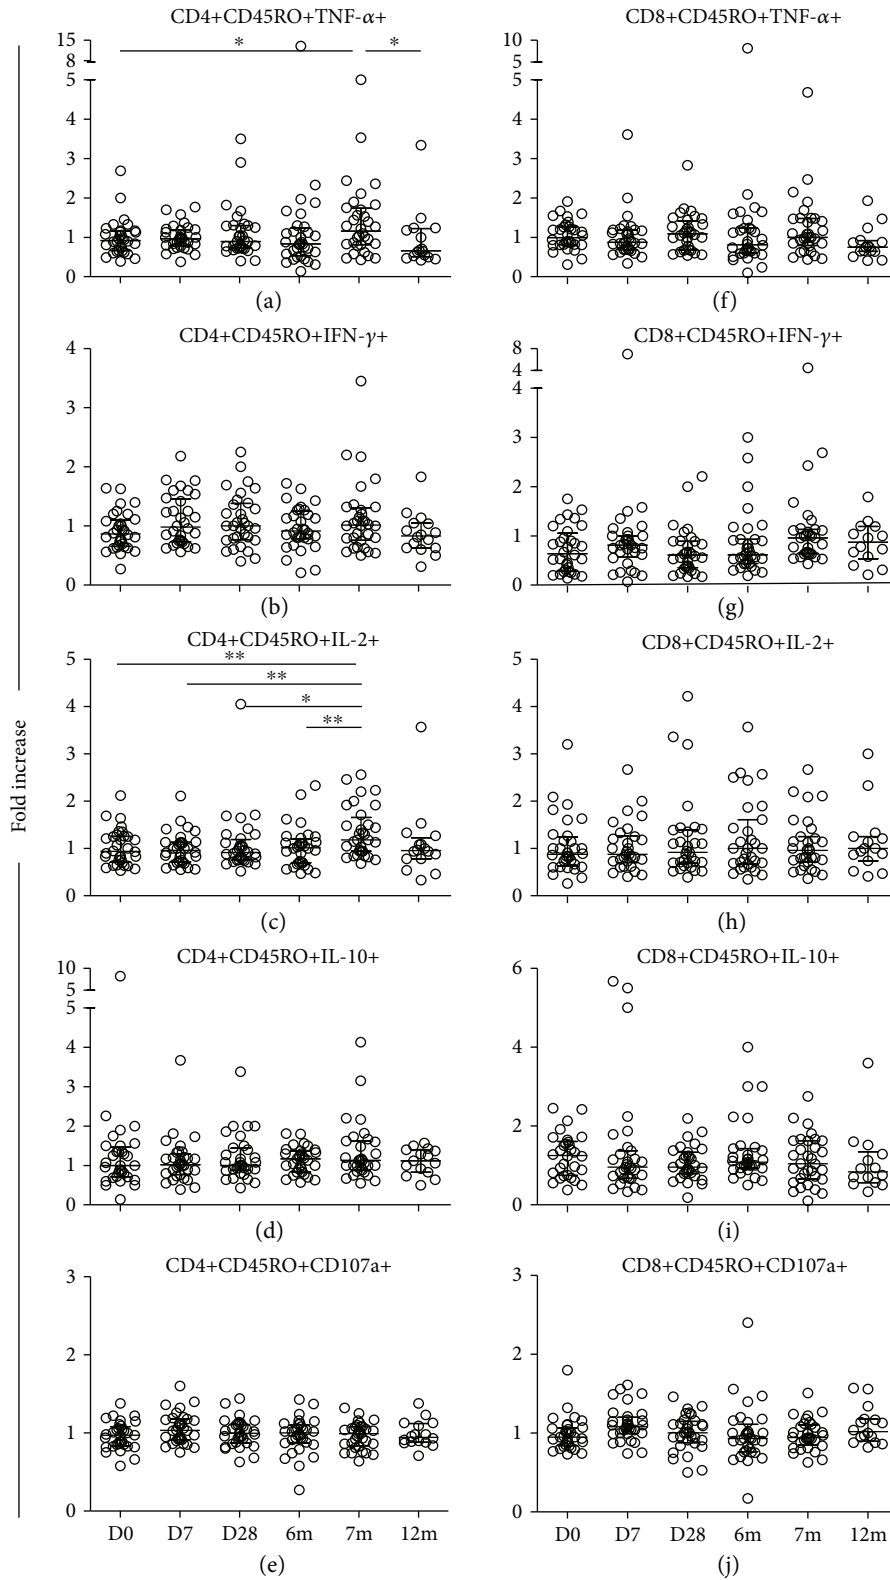 Fold increase
CD4+CD45RO+TNF-α+
15
8
5
4
3
2
1
0
*
*
(a)
CD8+CD45RO+TNF-α+
10
5
5
4
3
2
1
0
(f)
CD4+CD45RO+IFN-γ+
4
3
2
1
0
(b)
CD8+CD45RO+IFN-γ+
8
4
4
3
2
1
0
(g)
CD4+CD45RO+IL-2+
5
4
3
2
1
0
**
**
*
**
(c)
CD8+CD45RO+IL-2+
5
4
3
2
1
0
(h)
CD4+CD45RO+IL-10+
10
5
5
4
3
2
1
0
(d)
CD8+CD45RO+IL-10+
6
4
2
0
(i)
CD4+CD45RO+CD107a+
3
2
1
0
D0 D7 D28 6m 7m 12m
(e)
CD8+CD45RO+CD107a+
3
2
1
0
D0 D7 D28 6m 7m 12m
(j)